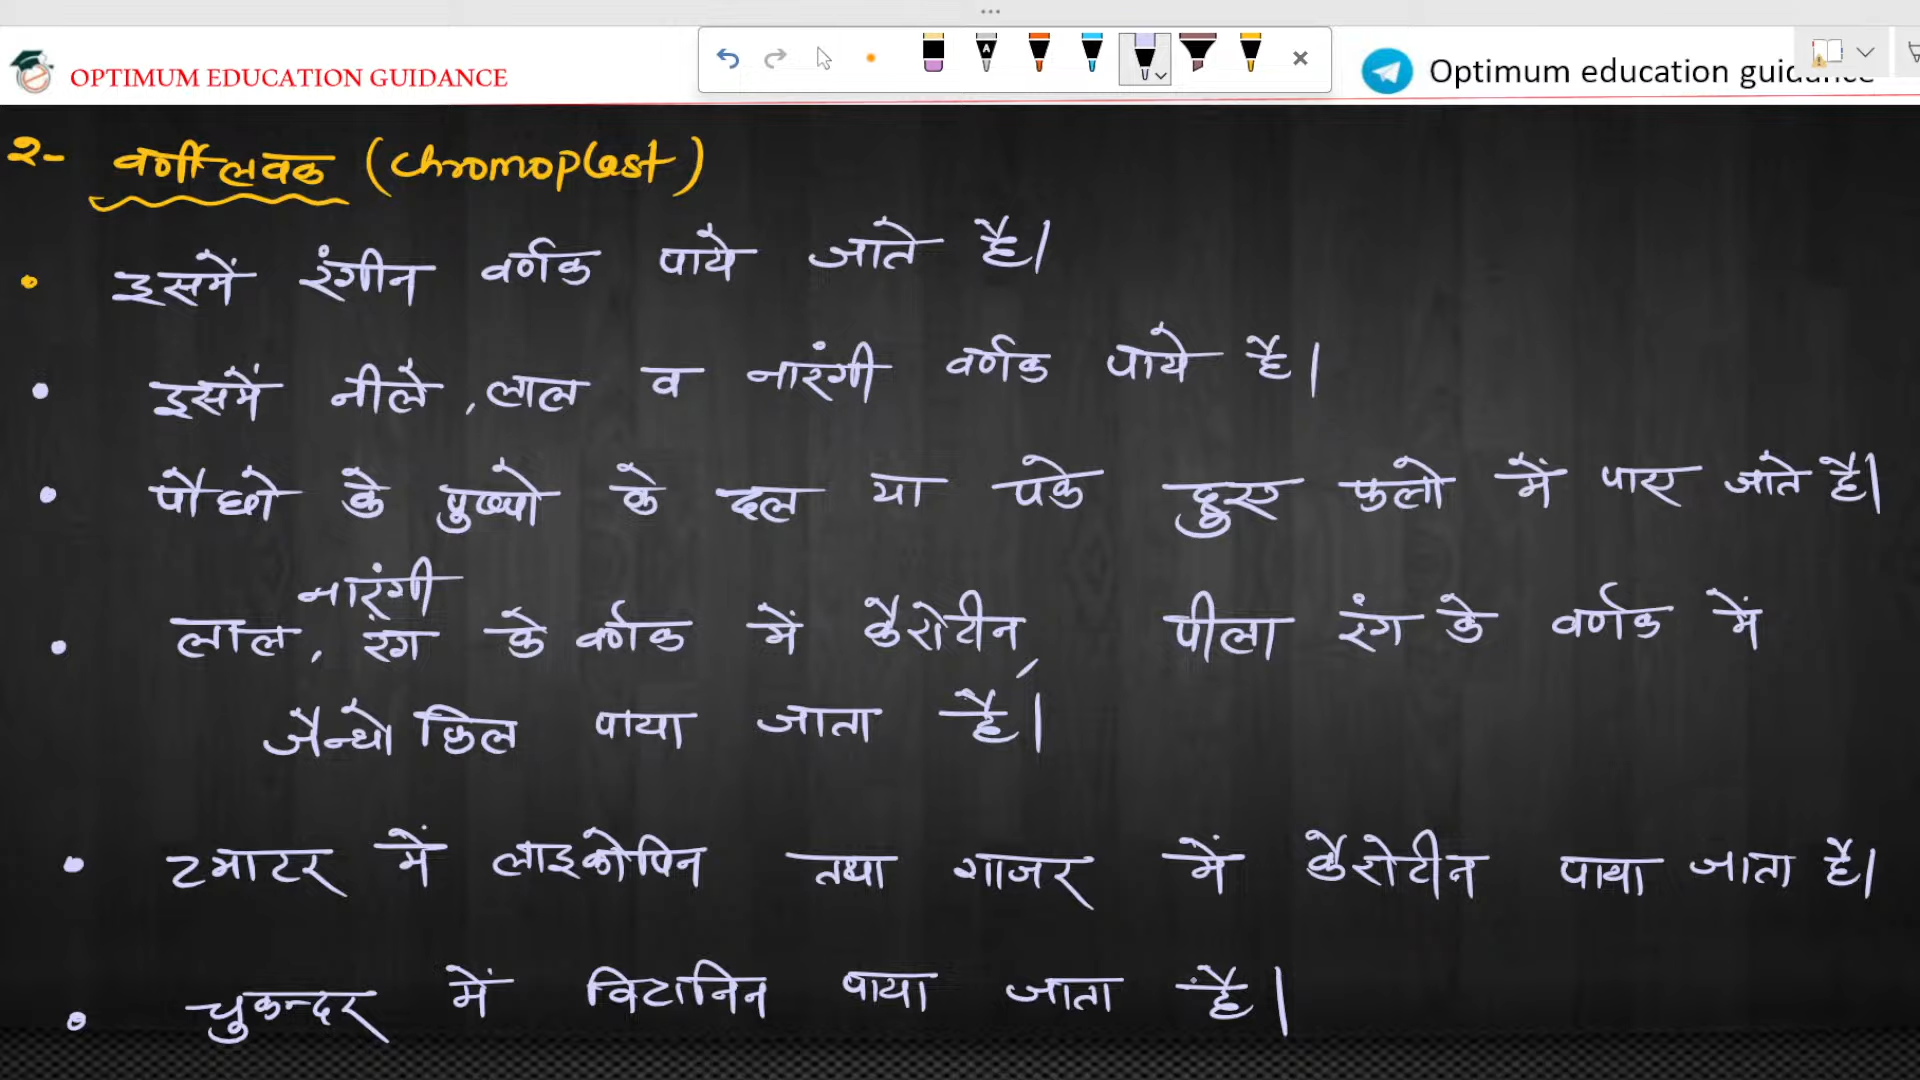 OPTIMUM EDUCATION GUIDANCE
Optimum education guidance
२- वर्णी लवक (Chromoplast)
• इसमें रंगीन वर्णक पाये जाते है।
• इसमें नीले, लाल व नारंगी वर्णक पाये है।
• पौधो के पुष्पो के दल या पके हुए फलो में पाए जाते है।
नारंगी
• लाल, रंग के वर्णक में कैरोटीन, पीला रंग के वर्णक में
जैन्थोफिल पाया जाता है।
• टमाटर में लाइकोपिन तथा गाजर में कैरोटीन पाया जाता है।
• चुकन्दर में विटानिन पाया जाता है।